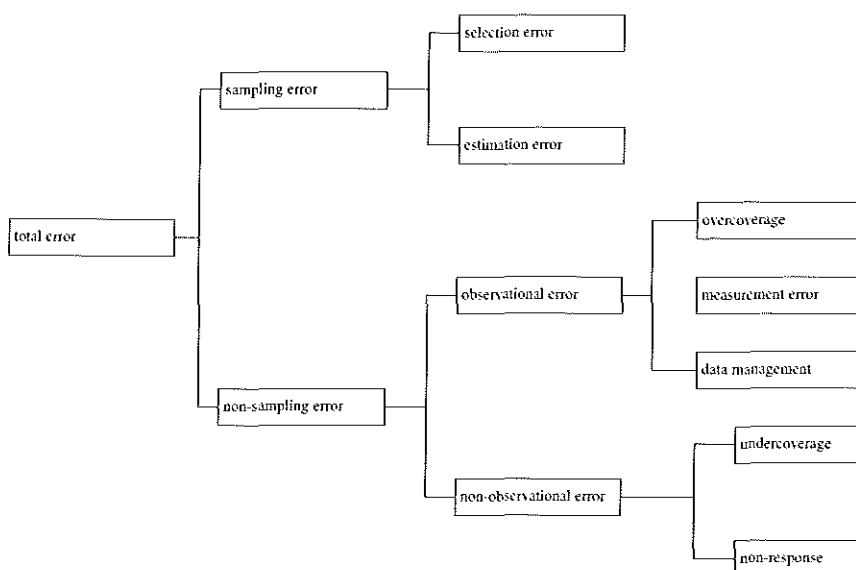 selection error
sampling error
estimation error
total error
overcoverage
observational error
measurement error
data management
non-sampling error
undercoverage
non-observational error
non-response